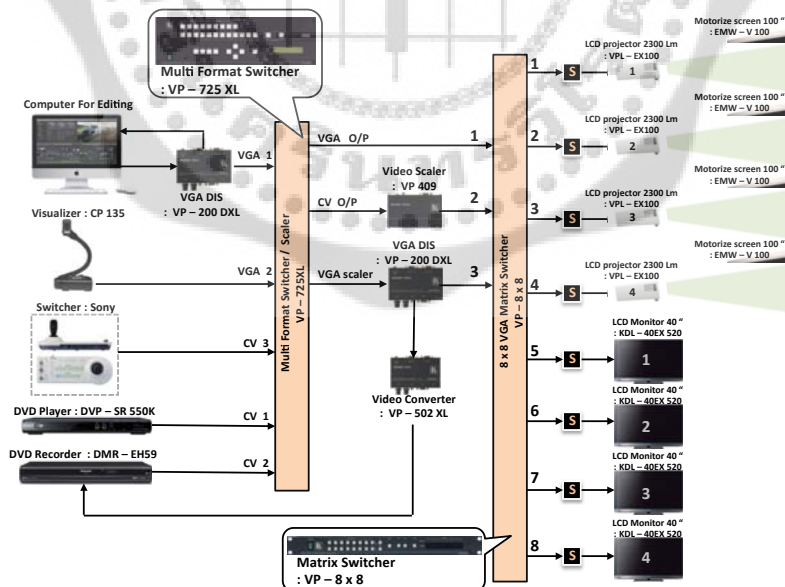 Multi Format Switcher
: VP – 725 XL
Computer For Editing
VGA DIS
: VP – 200 DXL
VGA 1
Visualizer : CP 135
VGA 2
Switcher : Sony
CV 3
DVD Player : DVP – SR 550K
CV 1
DVD Recorder : DMR – EH59
CV 2
Multi Format Switcher / Scaler
VP – 725XL
VGA O/P
1
CV O/P
Video Scaler
: VP 409
2
VGA scaler
VGA DIS
: VP – 200 DXL
3
Video Converter
: VP – 502 XL
8 x 8 VGA Matrix Switcher
VP – 8 x 8
Matrix Switcher
: VP – 8 x 8
1
S
LCD projector 2300 Lm
: VPL – EX100
1
Motorize screen 100 “
: EMW – V 100
2
S
LCD projector 2300 Lm
: VPL – EX100
2
Motorize screen 100 “
: EMW – V 100
3
S
LCD projector 2300 Lm
: VPL – EX100
3
Motorize screen 100 “
: EMW – V 100
4
S
LCD projector 2300 Lm
: VPL – EX100
4
Motorize screen 100 “
: EMW – V 100
5
S
LCD Monitor 40 “
: KDL – 40EX 520
1
6
S
LCD Monitor 40 “
: KDL – 40EX 520
2
7
S
LCD Monitor 40 “
: KDL – 40EX 520
3
8
S
LCD Monitor 40 “
: KDL – 40EX 520
4